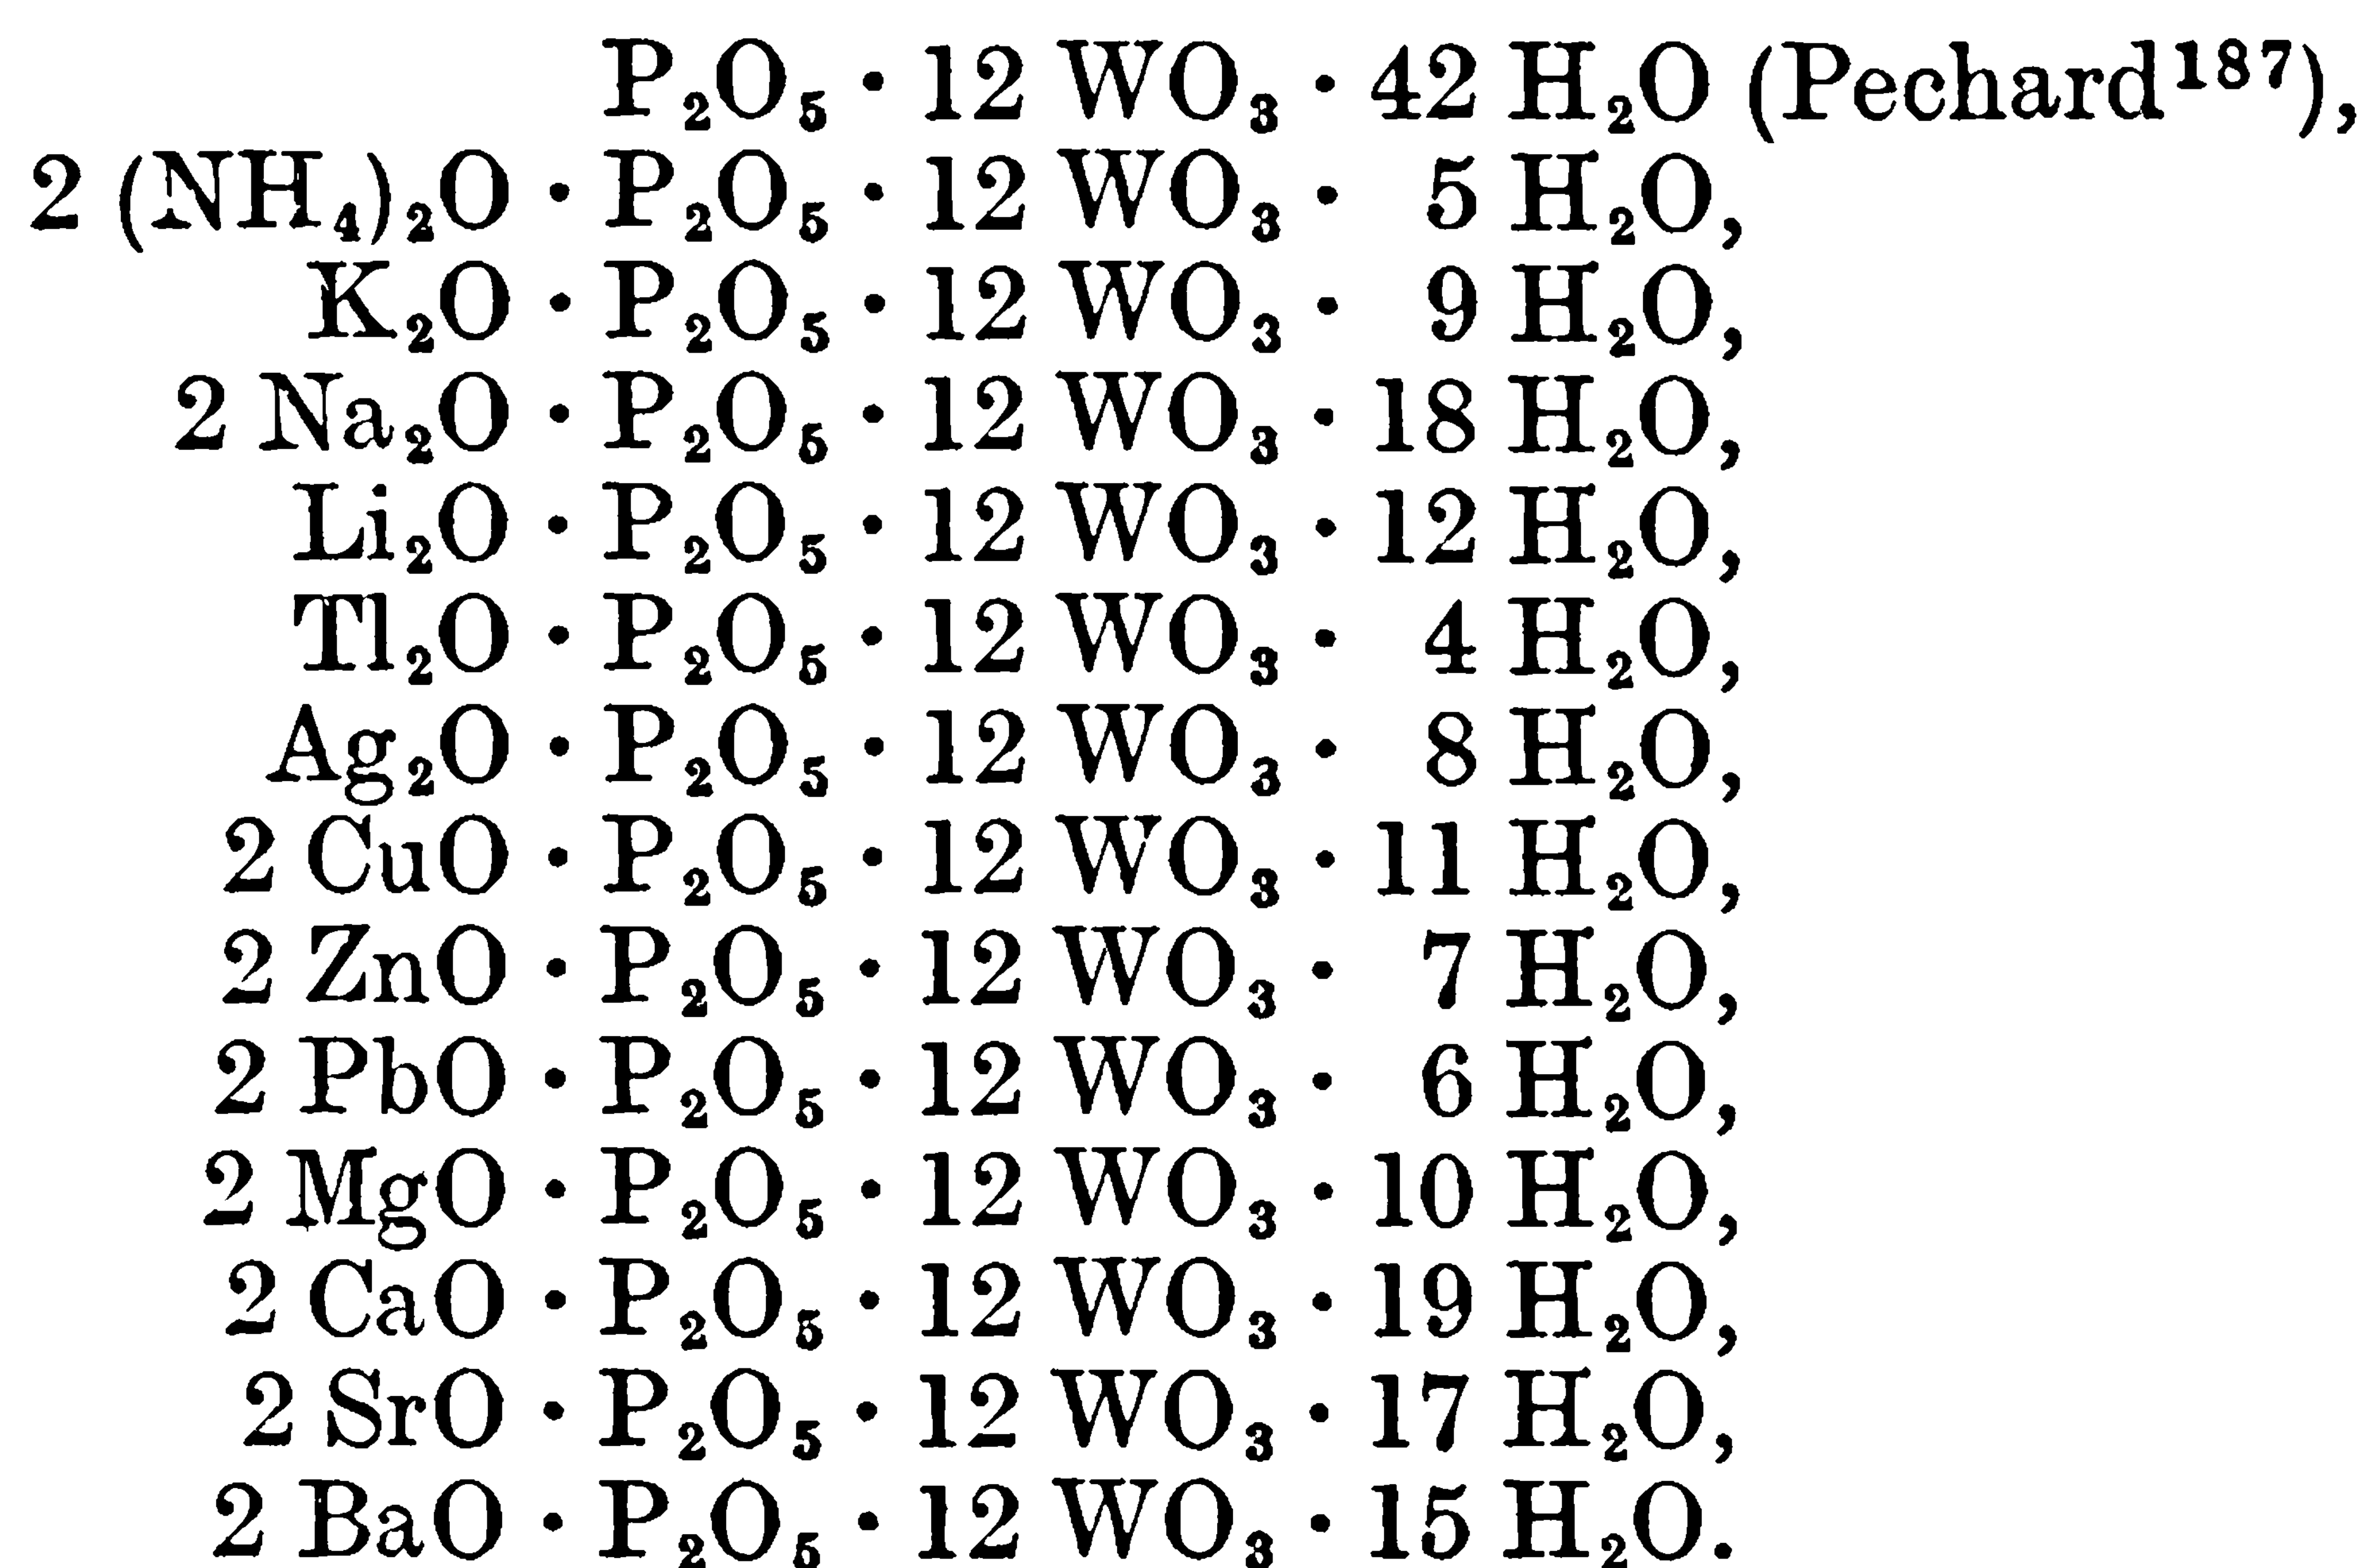 P₂O₅ · 12 WO₃ · 42 H₂O (Pechard¹⁸⁷),
2 (NH₄)₂O · P₂O₅ · 12 WO₃ · 5 H₂O,
K₂O · P₂O₅ · 12 WO₃ · 9 H₂O,
2 Na₂O · P₂O₅ · 12 WO₃ · 18 H₂O,
Li₂O · P₂O₅ · 12 WO₃ · 12 H₂O,
Tl₂O · P₂O₅ · 12 WO₃ · 4 H₂O,
Ag₂O · P₂O₅ · 12 WO₃ · 8 H₂O,
2 CuO · P₂O₅ · 12 WO₃ · 11 H₂O,
2 ZnO · P₂O₅ · 12 WO₃ · 7 H₂O,
2 PbO · P₂O₅ · 12 WO₃ · 6 H₂O,
2 MgO · P₂O₅ · 12 WO₃ · 10 H₂O,
2 CaO · P₂O₅ · 12 WO₃ · 19 H₂O,
2 SrO · P₂O₅ · 12 WO₃ · 17 H₂O,
2 BaO · P₂O₅ · 12 WO₃ · 15 H₂O.